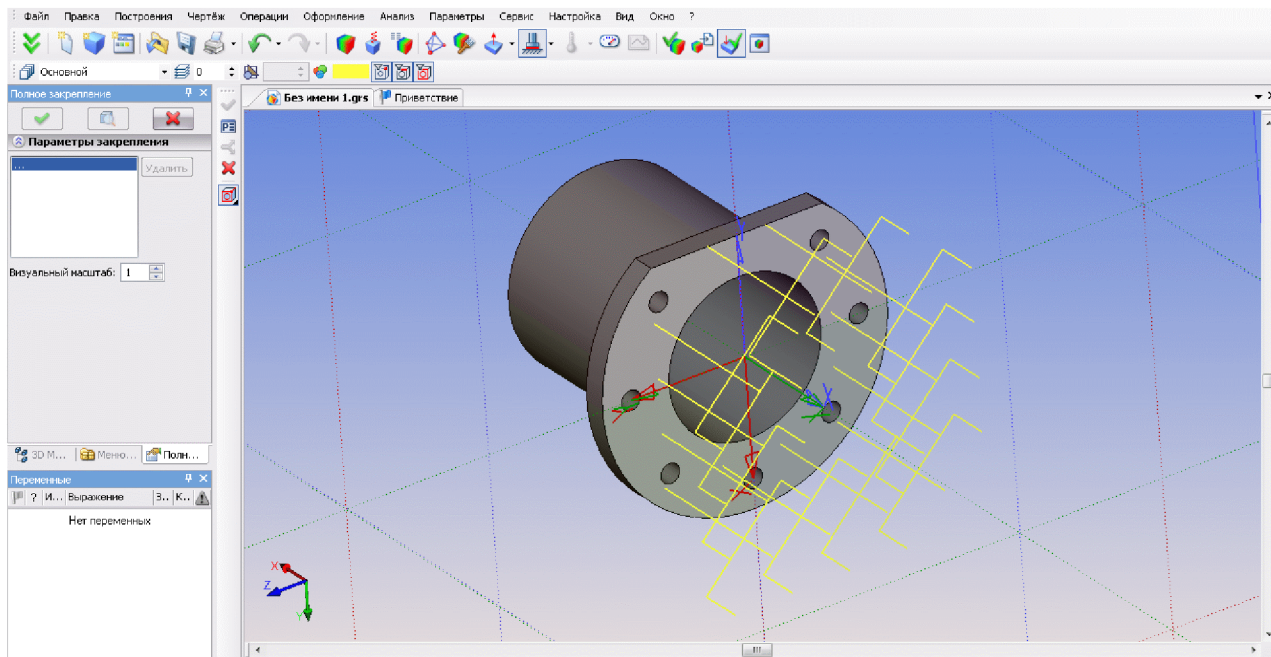 Файл Правка Построения Чертёж Операции Оформление Анализ Параметры Сервис Настройка Вид Окно ?
Основной 0
Полное закрепление
Без имени 1.grs Приветствие
Параметры закрепления
... Удалить
Визуальный масштаб: 1
3D М... Меню... Полн...
Переменные
? И... Выражение З.. К..
Нет переменных
X
Z
Y